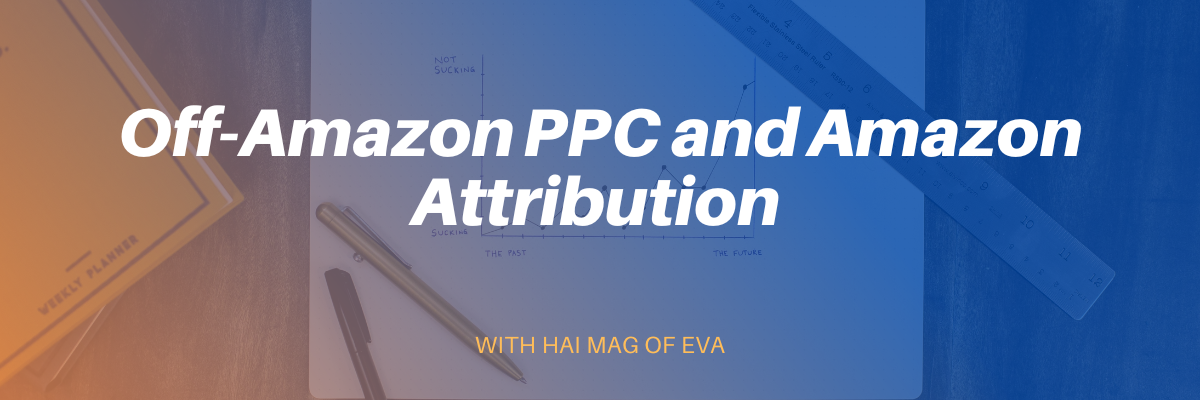 NOT
SUCKING
Off-Amazon PPC and Amazon
Attribution
SUCKING
THE PAST
THE FUTURE
WEEKLY PLANNER
WITH HAI MAG OF EVA